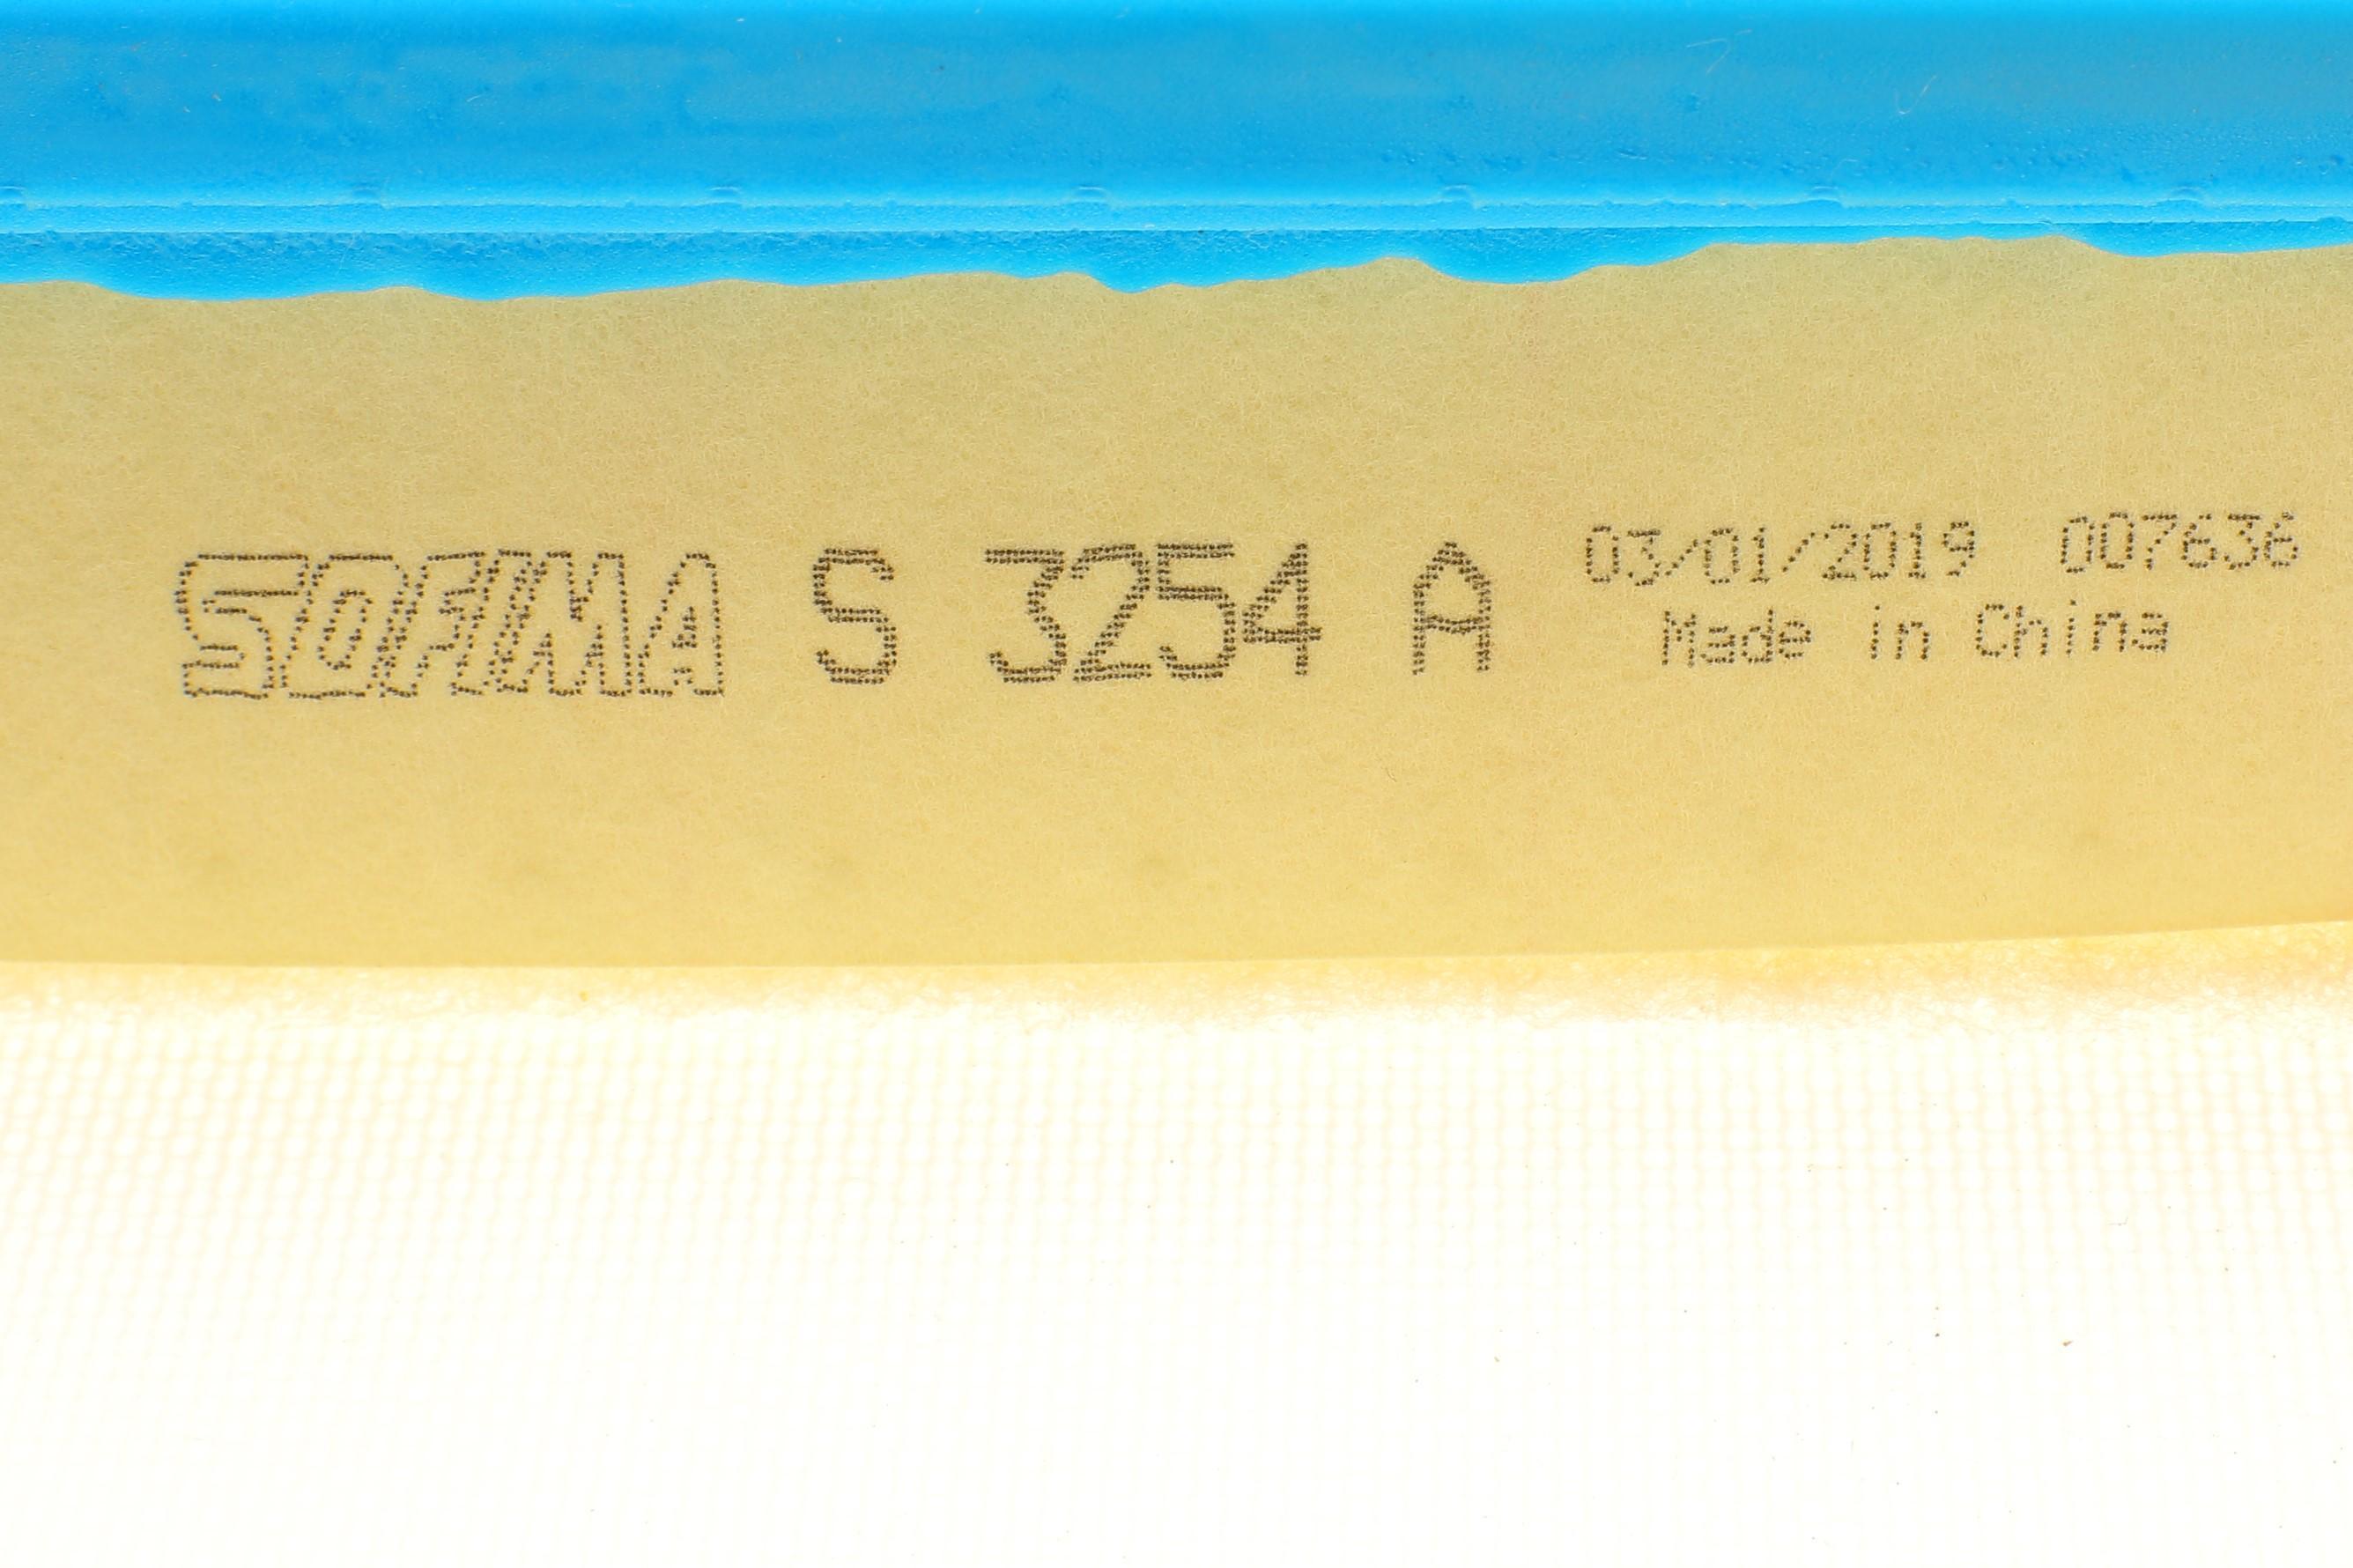 SOFIMA S 3254 A 03/01/2019 007636
Made in China